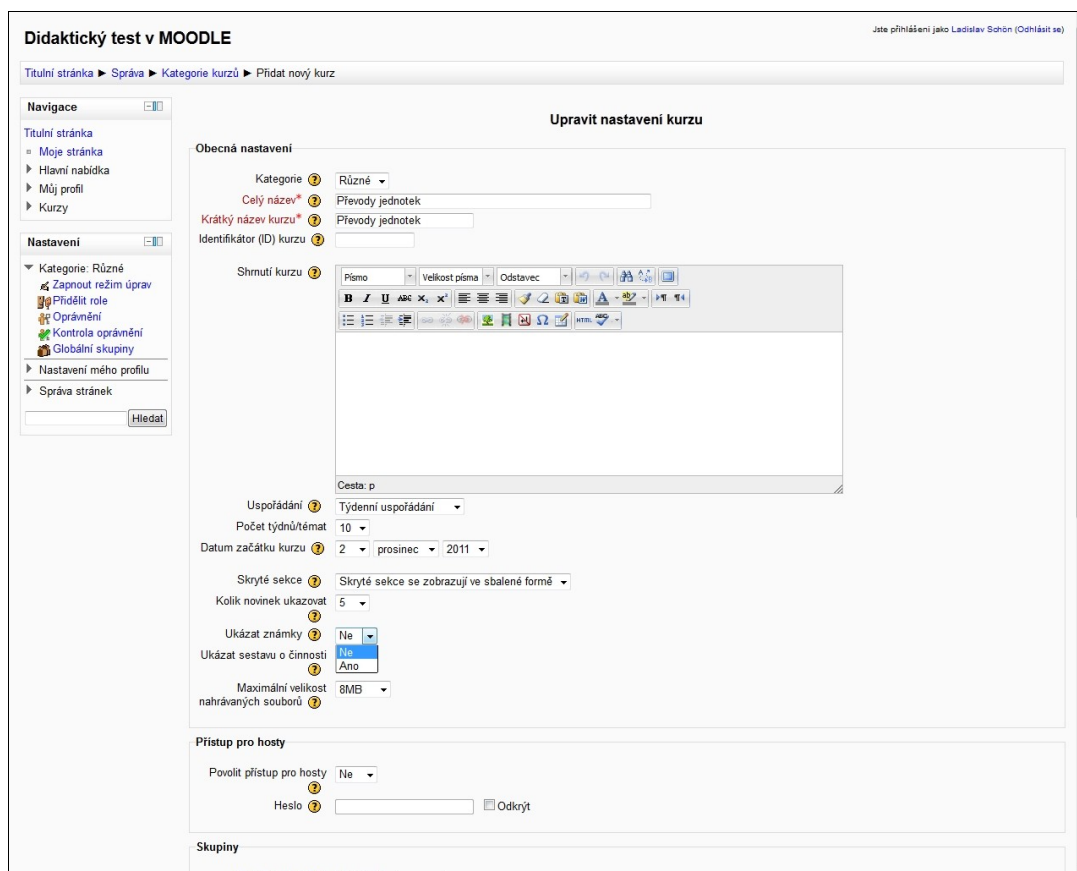 Didaktický test v MOODLE
Jste přihlášeni jako Ladislav Schön (Odhlásit se)
Titulní stránka ► Správa ► Kategorie kurzů ► Přidat nový kurz
Navigace
Titulní stránka
Moje stránka
Hlavní nabídka
Můj profil
Kurzy
Nastavení
Kategorie: Různé
Zapnout režim úprav
Přidělit role
Oprávnění
Kontrola oprávnění
Globální skupiny
Nastavení mého profilu
Správa stránek
Hledat
Upravit nastavení kurzu
Obecná nastavení
Kategorie Různé
Celý název* Převody jednotek
Krátký název kurzu* Převody jednotek
Identifikátor (ID) kurzu
Shrnutí kurzu
Písmo Velikost písma Odstavec
B I U ABC X₂ X² A ab
Ω HTML ABC
Cesta: p
Uspořádání Týdenní uspořádání
Počet týdnů/témat 10
Datum začátku kurzu 2 prosinec 2011
Skryté sekce Skryté sekce se zobrazují ve sbalené formě
Kolik novinek ukazovat 5
Ukázat známky Ne
Ne
Ukázat sestavu o činnosti
Ano
Maximální velikost
nahrávaných souborů 8MB
Přístup pro hosty
Povolit přístup pro hosty Ne
Heslo Odkrýt
Skupiny